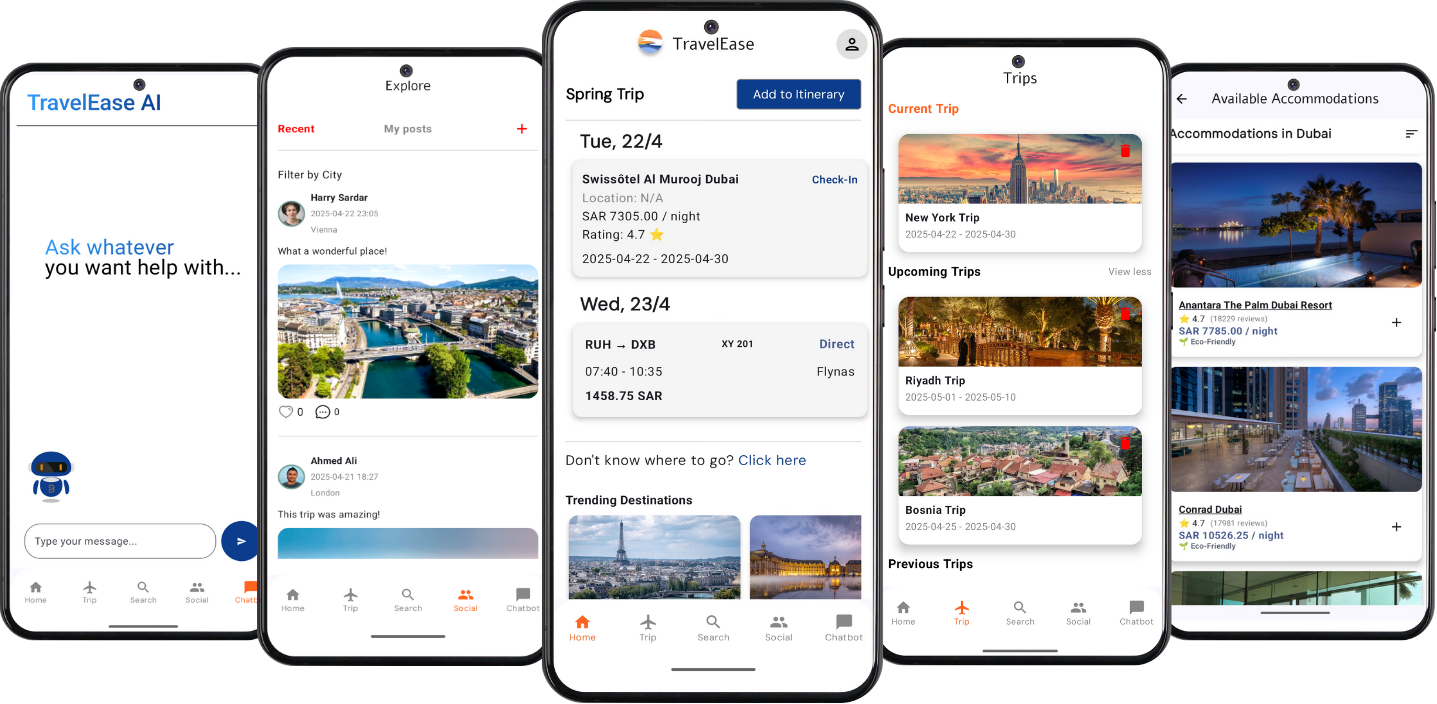 TravelEase AI
Ask whatever
you want help with...
Type your message...
Home
Trip
Search
Social
Explore
Recent
My posts
+
Filter by City
Harry Sardar
2025-04-22 23:05
Vienna
What a wonderful place!
0
0
Ahmed Ali
2025-04-21 18:27
London
This trip was amazing!
Home
Trip
Search
Social
Chatbot
TravelEase
Spring Trip
Add to Itinerary
Tue, 22/4
Swissôtel Al Murooj Dubai
Check-In
Location: N/A
SAR 7305.00 / night
Rating: 4.7 ⭐
2025-04-22 - 2025-04-30
Wed, 23/4
RUH → DXB
XY 201
Direct
07:40 - 10:35
Flynas
1458.75 SAR
Don't know where to go? Click here
Trending Destinations
Home
Trip
Search
Social
Chatbot
Trips
Current Trip
New York Trip
2025-04-22 - 2025-04-30
Upcoming Trips
View less
Riyadh Trip
2025-05-01 - 2025-05-10
Bosnia Trip
2025-04-25 - 2025-04-30
Previous Trips
Home
Trip
Search
Social
Chatbot
Available Accommodations
Accommodations in Dubai
Anantara The Palm Dubai Resort
⭐ 4.7 (18229 reviews)
+
SAR 7785.00 / night
🌱 Eco-Friendly
Conrad Dubai
⭐ 4.7 (17981 reviews)
+
SAR 10526.25 / night
🌱 Eco-Friendly